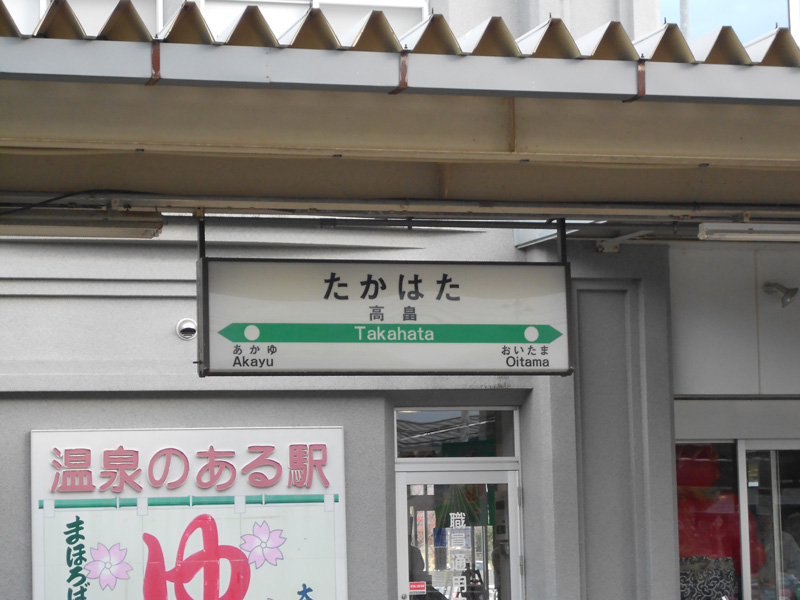 たかはた
高畠
Takahata
あかゆ
Akayu
おいたま
Oitama
温泉のある駅
まほろば
ゆ